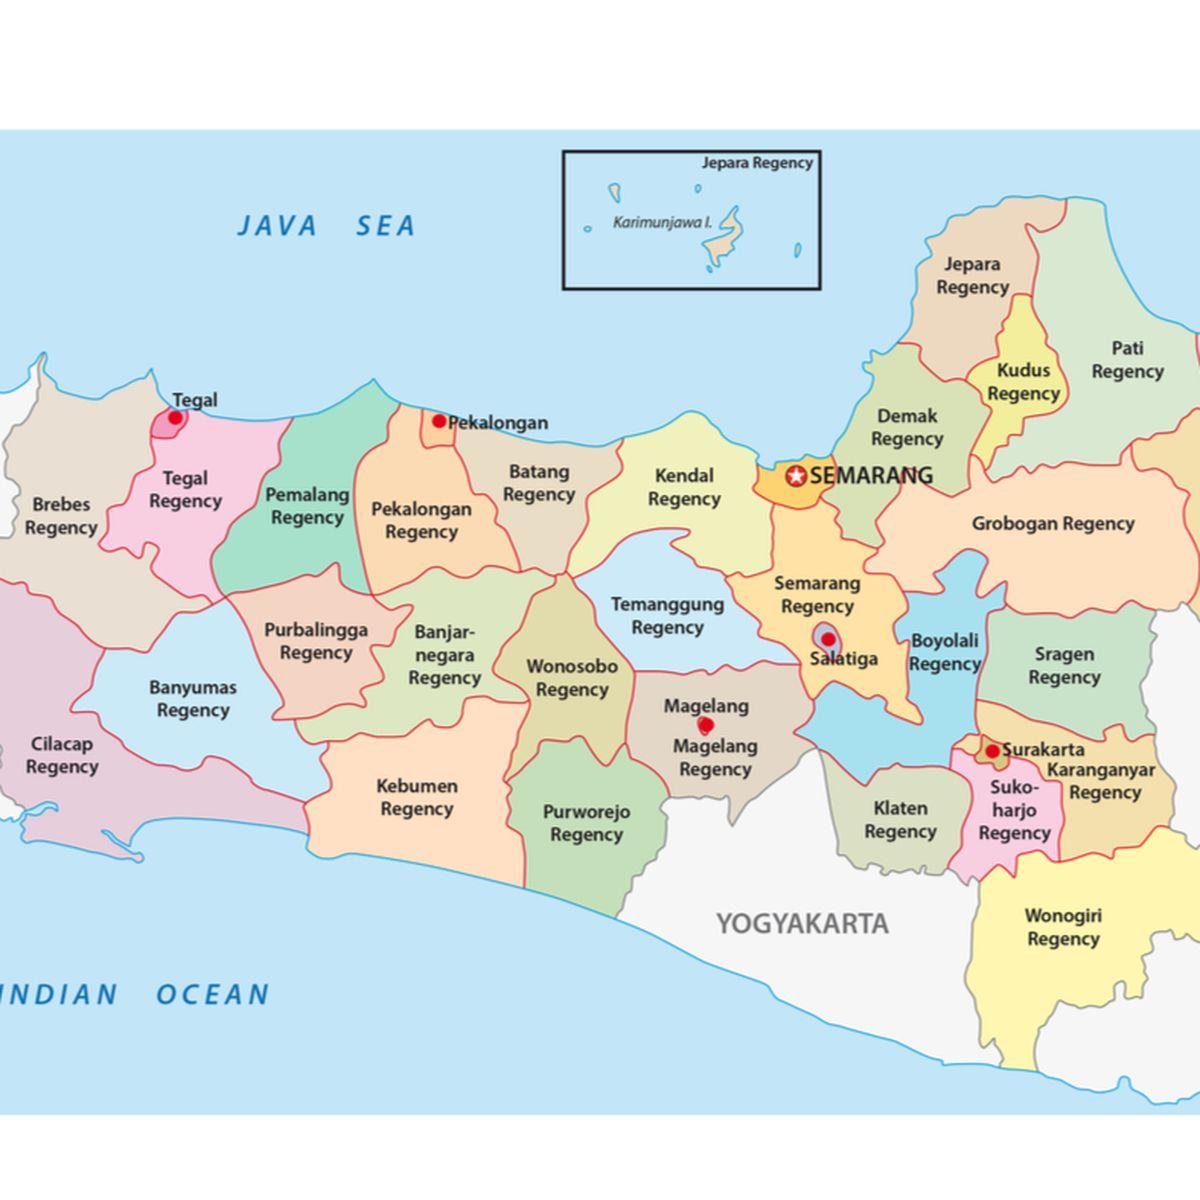 Jepara Regency
JAVA SEA
Karimunjawa I.
Jepara
Regency
Pati
Regency
Kudus
Regency
Tegal
Demak
Regency
Pekalongan
Tegal
Regency
Batang
Regency
Kendal
Regency
SEMARANG
Brebes
Regency
Pemalang
Regency
Pekalongan
Regency
Grobogan Regency
Semarang
Regency
Temanggung
Regency
Purbalingga
Regency
Banjar-
negara
Regency
Boyolali
Regency
Salatiga
Sragen
Regency
Wonosobo
Regency
Banyumas
Regency
Magelang
Magelang
Regency
Cilacap
Regency
Surakarta
Karanganyar
Regency
Kebumen
Regency
Suko-
harjo
Regency
Purworejo
Regency
Klaten
Regency
YOGYAKARTA
Wonogiri
Regency
INDIAN OCEAN